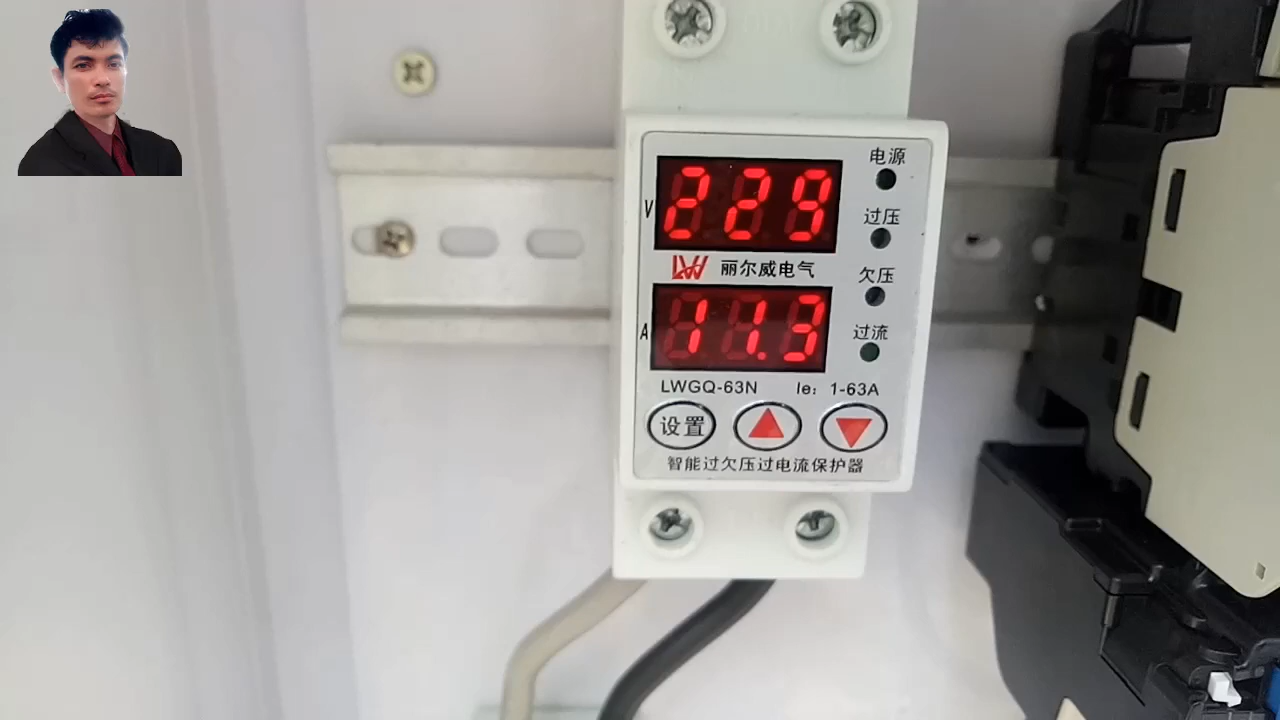 电源
V 229
过压
LW 丽尔威电气
欠压
A 11.3
过流
LWGQ-63N Ie: 1-63A
设置
智能过欠压过电流保护器